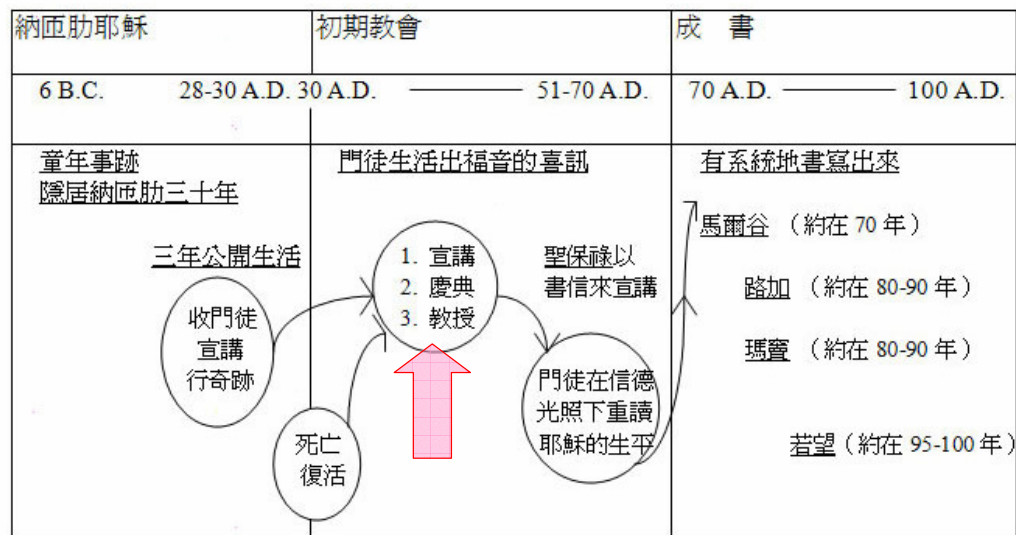 納匝肋耶穌
初期教會
成 書
6 B.C. 28-30 A.D. 30 A.D. 51-70 A.D. 70 A.D. 100 A.D.
童年事跡
隱居納匝肋三十年
三年公開生活
收門徒
宣講
行奇跡
死亡
復活
門徒生活出福音的喜訊
1. 宣講
2. 慶典
3. 教授
聖保祿以
書信來宣講
門徒在信德
光照下重讀
耶穌的生平
有系統地書寫出來
馬爾谷 （約在 70 年）
路加 （約在 80-90 年）
瑪竇 （約在 80-90 年）
若望（約在 95-100 年）